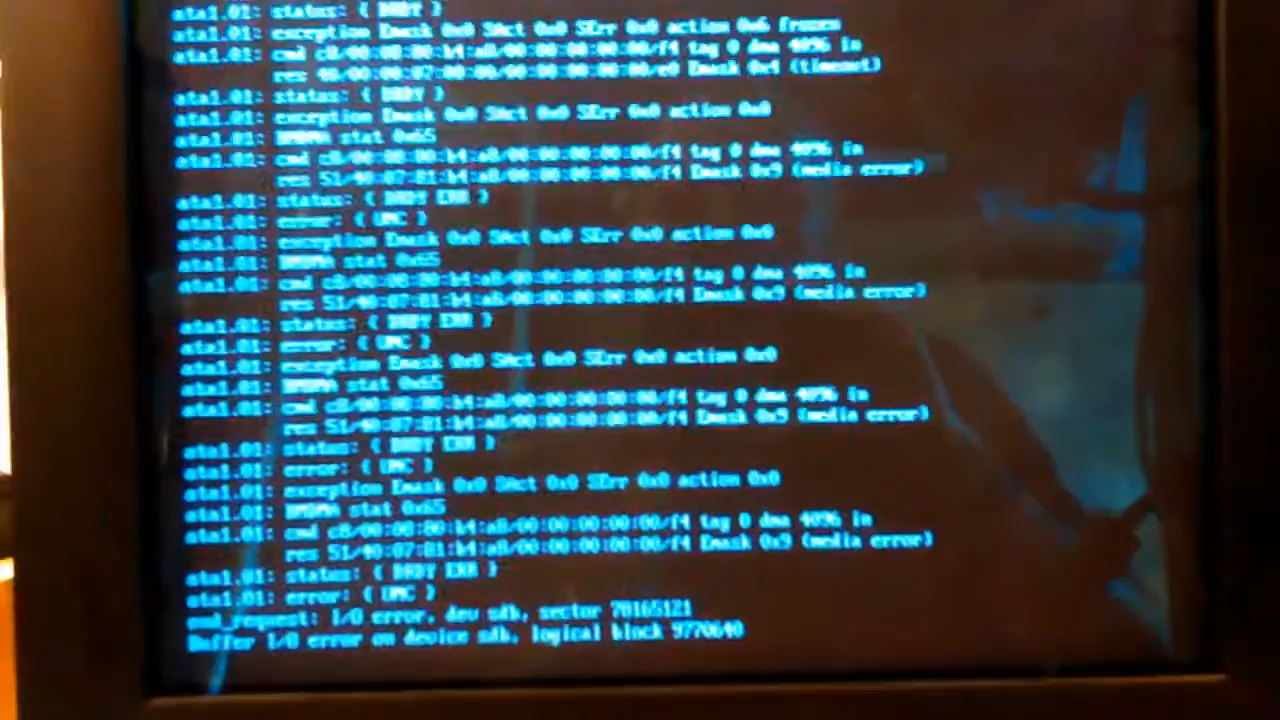 ata1.01: status: { DRDY }
ata1.01: exception Emask 0x0 SAct 0x0 SErr 0x0 action 0x6 frozen
ata1.01: cmd c8/00:08:80:b4:a8/00:00:00:00:00/f4 tag 0 dma 4096 in
res 40/00:00:07:00:00/00:00:00:00:00/e0 Emask 0x4 (timeout)
ata1.01: status: { DRDY }
ata1.01: exception Emask 0x0 SAct 0x0 SErr 0x0 action 0x0
ata1.01: BMDMA stat 0x65
ata1.01: cmd c8/00:08:80:b4:a8/00:00:00:00:00/f4 tag 0 dma 4096 in
res 51/40:07:81:b4:a8/00:00:00:00:00/f4 Emask 0x9 (media error)
ata1.01: status: { DRDY ERR }
ata1.01: error: { UNC }
ata1.01: exception Emask 0x0 SAct 0x0 SErr 0x0 action 0x0
ata1.01: BMDMA stat 0x65
ata1.01: cmd c8/00:08:80:b4:a8/00:00:00:00:00/f4 tag 0 dma 4096 in
res 51/40:07:81:b4:a8/00:00:00:00:00/f4 Emask 0x9 (media error)
ata1.01: status: { DRDY ERR }
ata1.01: error: { UNC }
ata1.01: exception Emask 0x0 SAct 0x0 SErr 0x0 action 0x0
ata1.01: BMDMA stat 0x65
ata1.01: cmd c8/00:08:80:b4:a8/00:00:00:00:00/f4 tag 0 dma 4096 in
res 51/40:07:81:b4:a8/00:00:00:00:00/f4 Emask 0x9 (media error)
ata1.01: status: { DRDY ERR }
ata1.01: error: { UNC }
ata1.01: exception Emask 0x0 SAct 0x0 SErr 0x0 action 0x0
ata1.01: BMDMA stat 0x65
ata1.01: cmd c8/00:08:80:b4:a8/00:00:00:00:00/f4 tag 0 dma 4096 in
res 51/40:07:81:b4:a8/00:00:00:00:00/f4 Emask 0x9 (media error)
ata1.01: status: { DRDY ERR }
ata1.01: error: { UNC }
end_request: I/O error, dev sdb, sector 78165121
Buffer I/O error on device sdb, logical block 9770640